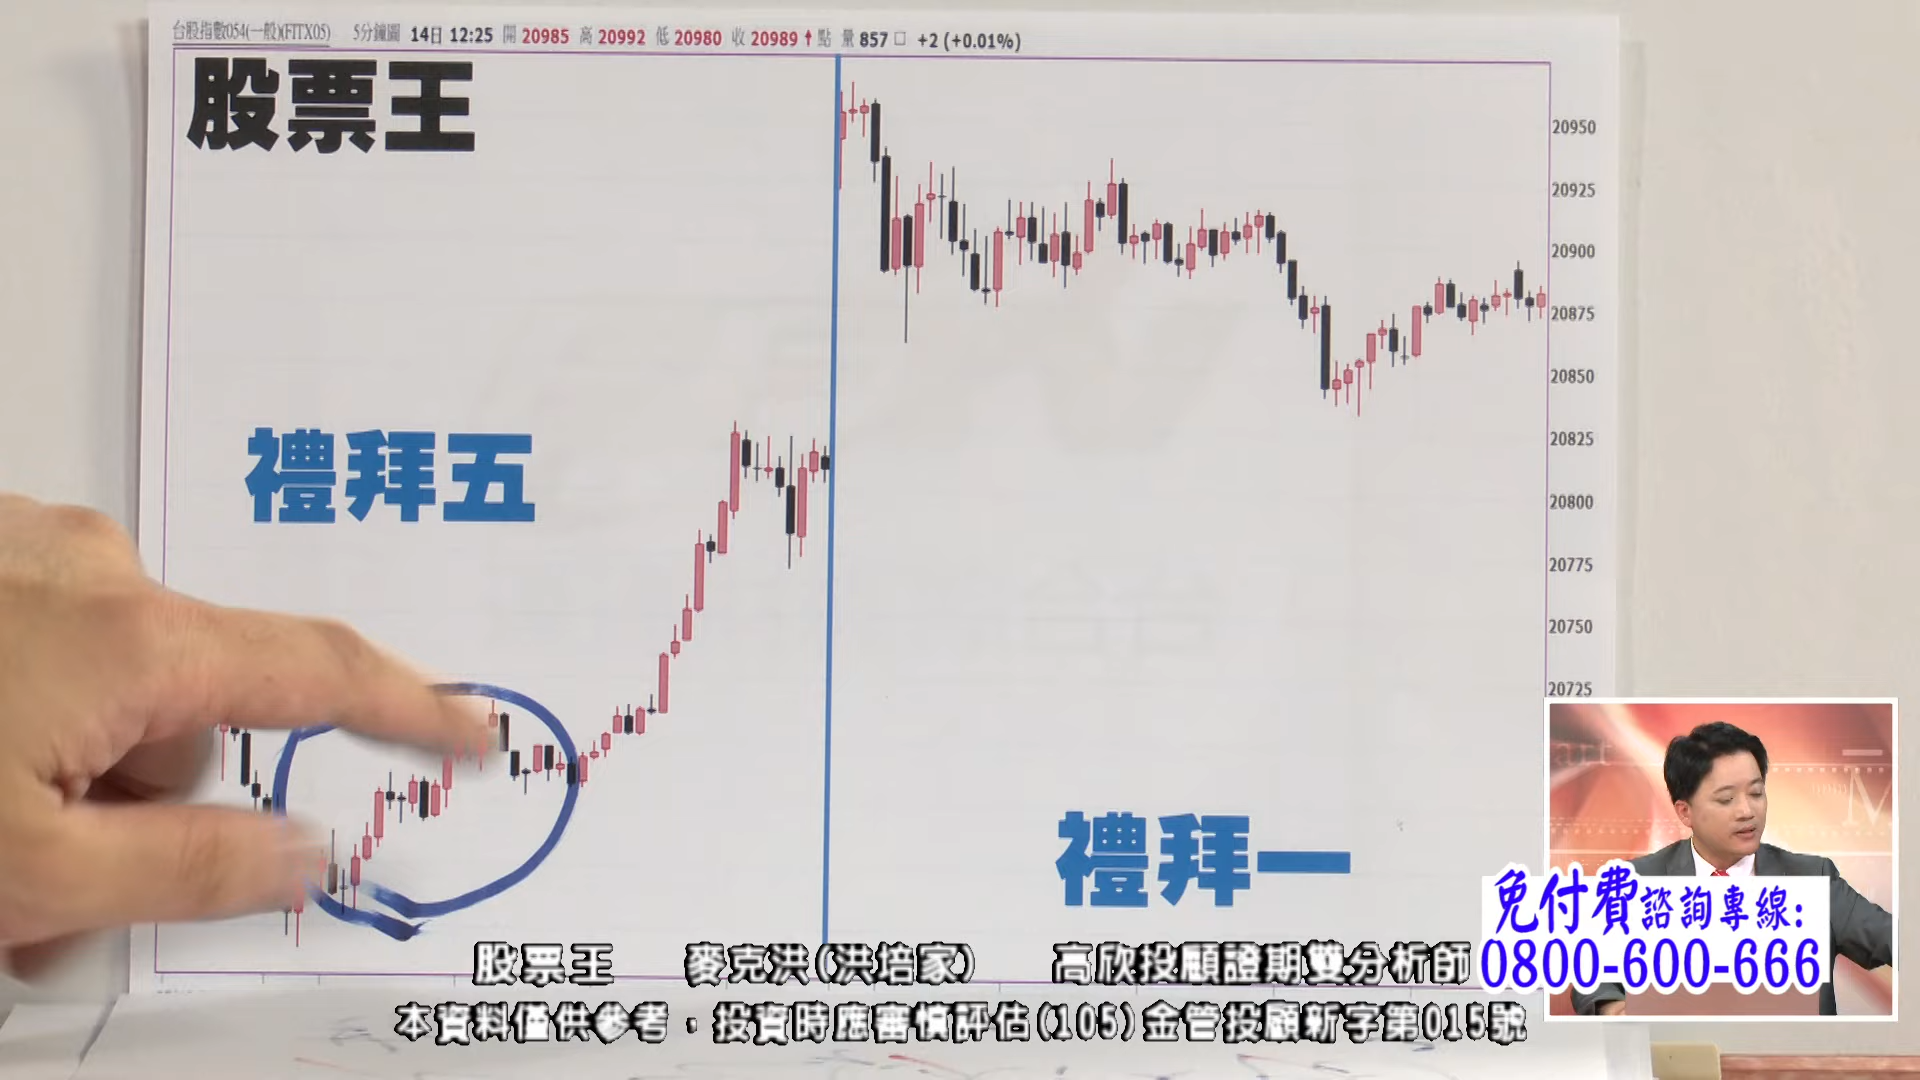 台股指數054(一般)(FITX05) 5分鐘圖 14日 12:25 開 20985 高 20992 低 20980 收 20989↑點 量 857□ +2 (+0.01%)
股票王
20950
20925
20900
20875
20850
20825
20800
20775
20750
20725
禮拜五
禮拜一
免付費諮詢專線:
0800-600-666
股票王 麥克洪(洪培家) 高欣投顧證期雙分析師
本資料僅供參考，投資時應審慎評估(105)金管投顧新字第015號